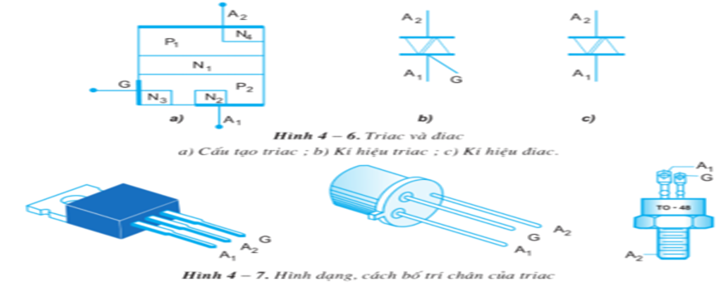 A₂
A₂
A₂
P₁
N₄
N₁
G
P₂
A₁
A₁
G
N₃
N₂
a)
A₁
b)
c)
Hình 4 – 6. Triac và điac
a) Cấu tạo triac ; b) Kí hiệu triac ; c) Kí hiệu điac.
A₁
G
TO - 48
G
A₂
A₁
A₂
G
A₁
A₂
Hình 4 – 7. Hình dạng, cách bố trí chân của triac